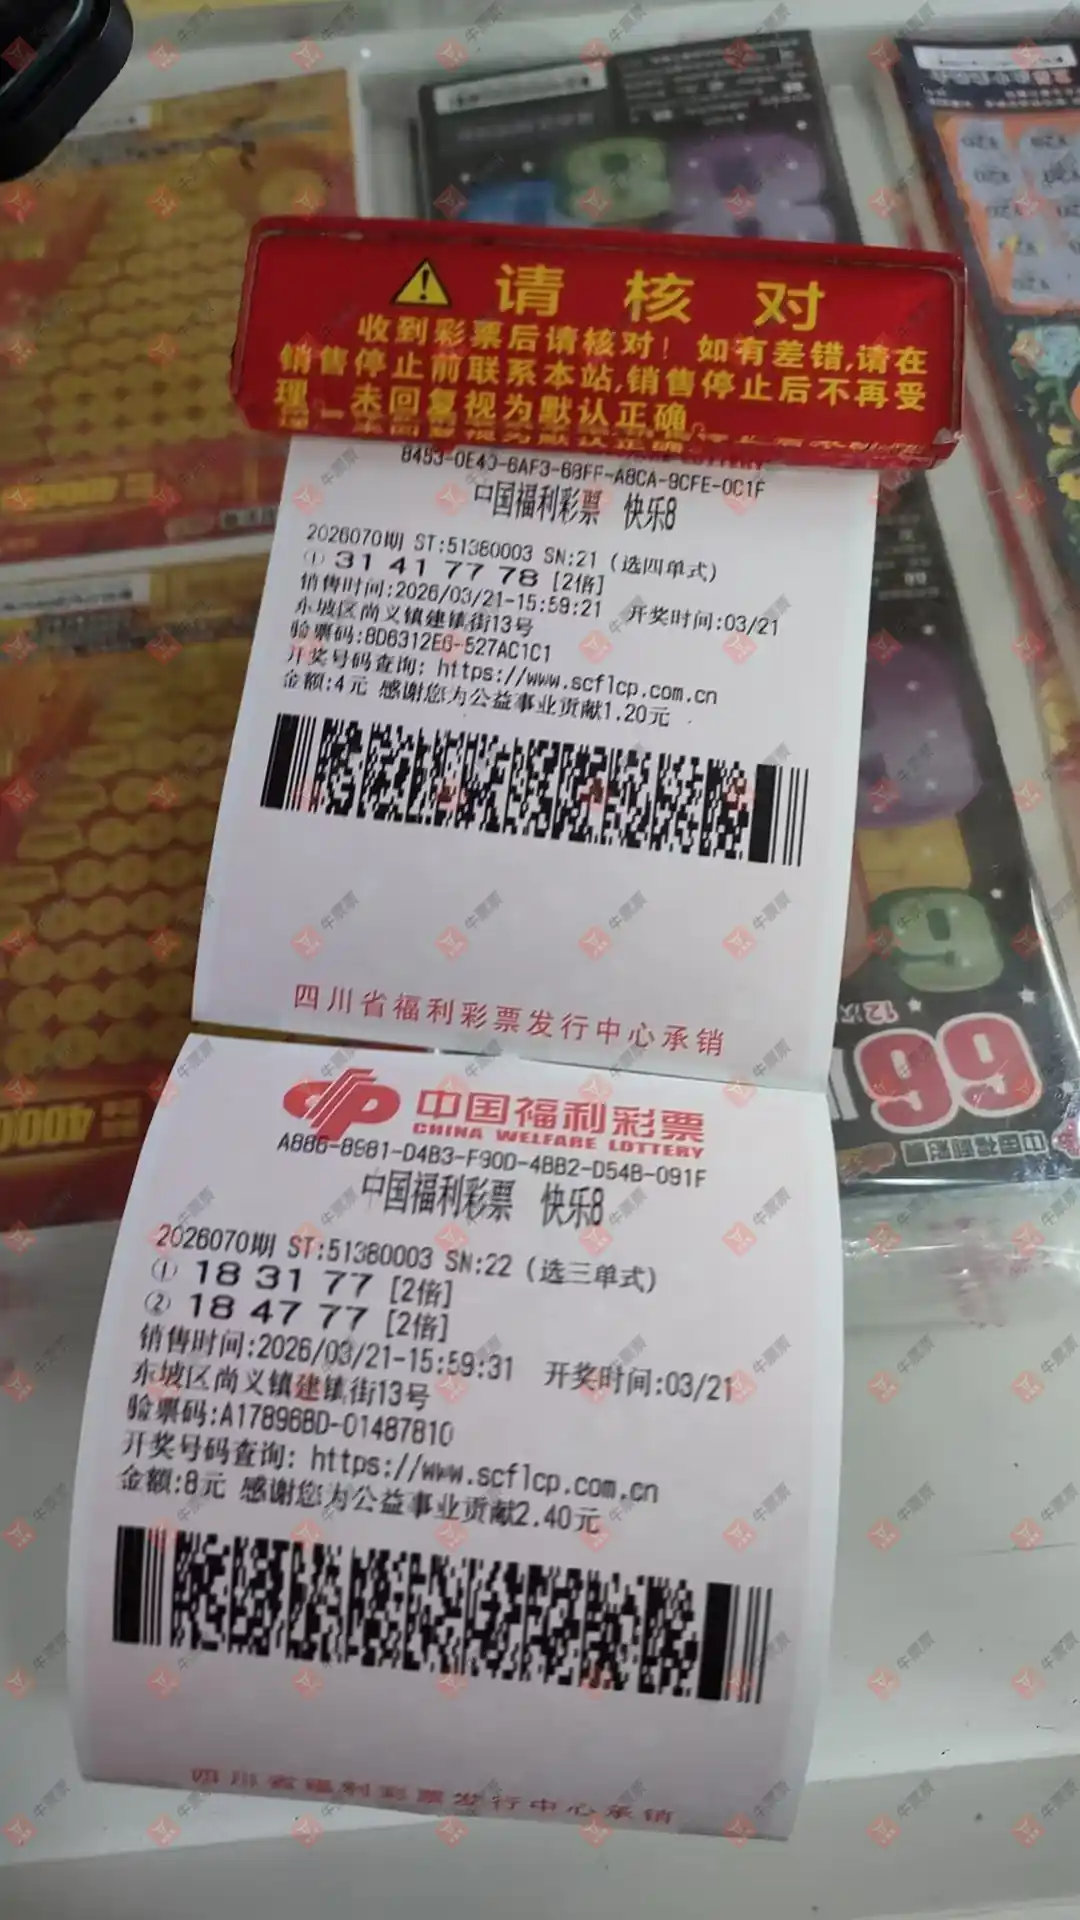 请核对
收到彩票后请核对！如有差错,请在
销售停止前联系本站,销售停止后不再受
理，未回复视为默认正确。
B493-0E40-6AF3-68FF-A8CA-9CFE-0C1F
中国福利彩票 快乐8
2026070期 ST:51380003 SN:21 (选四单式)
① 31 41 77 78 [2倍]
销售时间:2026/03/21-15:59:21 开奖时间:03/21
东坡区尚义镇建镇街13号
验票码:8D6312E6-527AC1C1
开奖号码查询: https://www.scflcp.com.cn
金额:4元 感谢您为公益事业贡献1.20元
四川省福利彩票发行中心承销
中国福利彩票
CHINA WELFARE LOTTERY
A886-8981-D4B3-F90D-4BB2-D54B-091F
中国福利彩票 快乐8
2026070期 ST:51380003 SN:22 (选三单式)
① 18 31 77 [2倍]
② 18 47 77 [2倍]
销售时间:2026/03/21-15:59:31 开奖时间:03/21
东坡区尚义镇建镇街13号
验票码:A17896BD-01487810
开奖号码查询: https://www.scflcp.com.cn
金额:8元 感谢您为公益事业贡献2.40元
四川省福利彩票发行中心承销
99
12次
中国福利彩票
牛票票